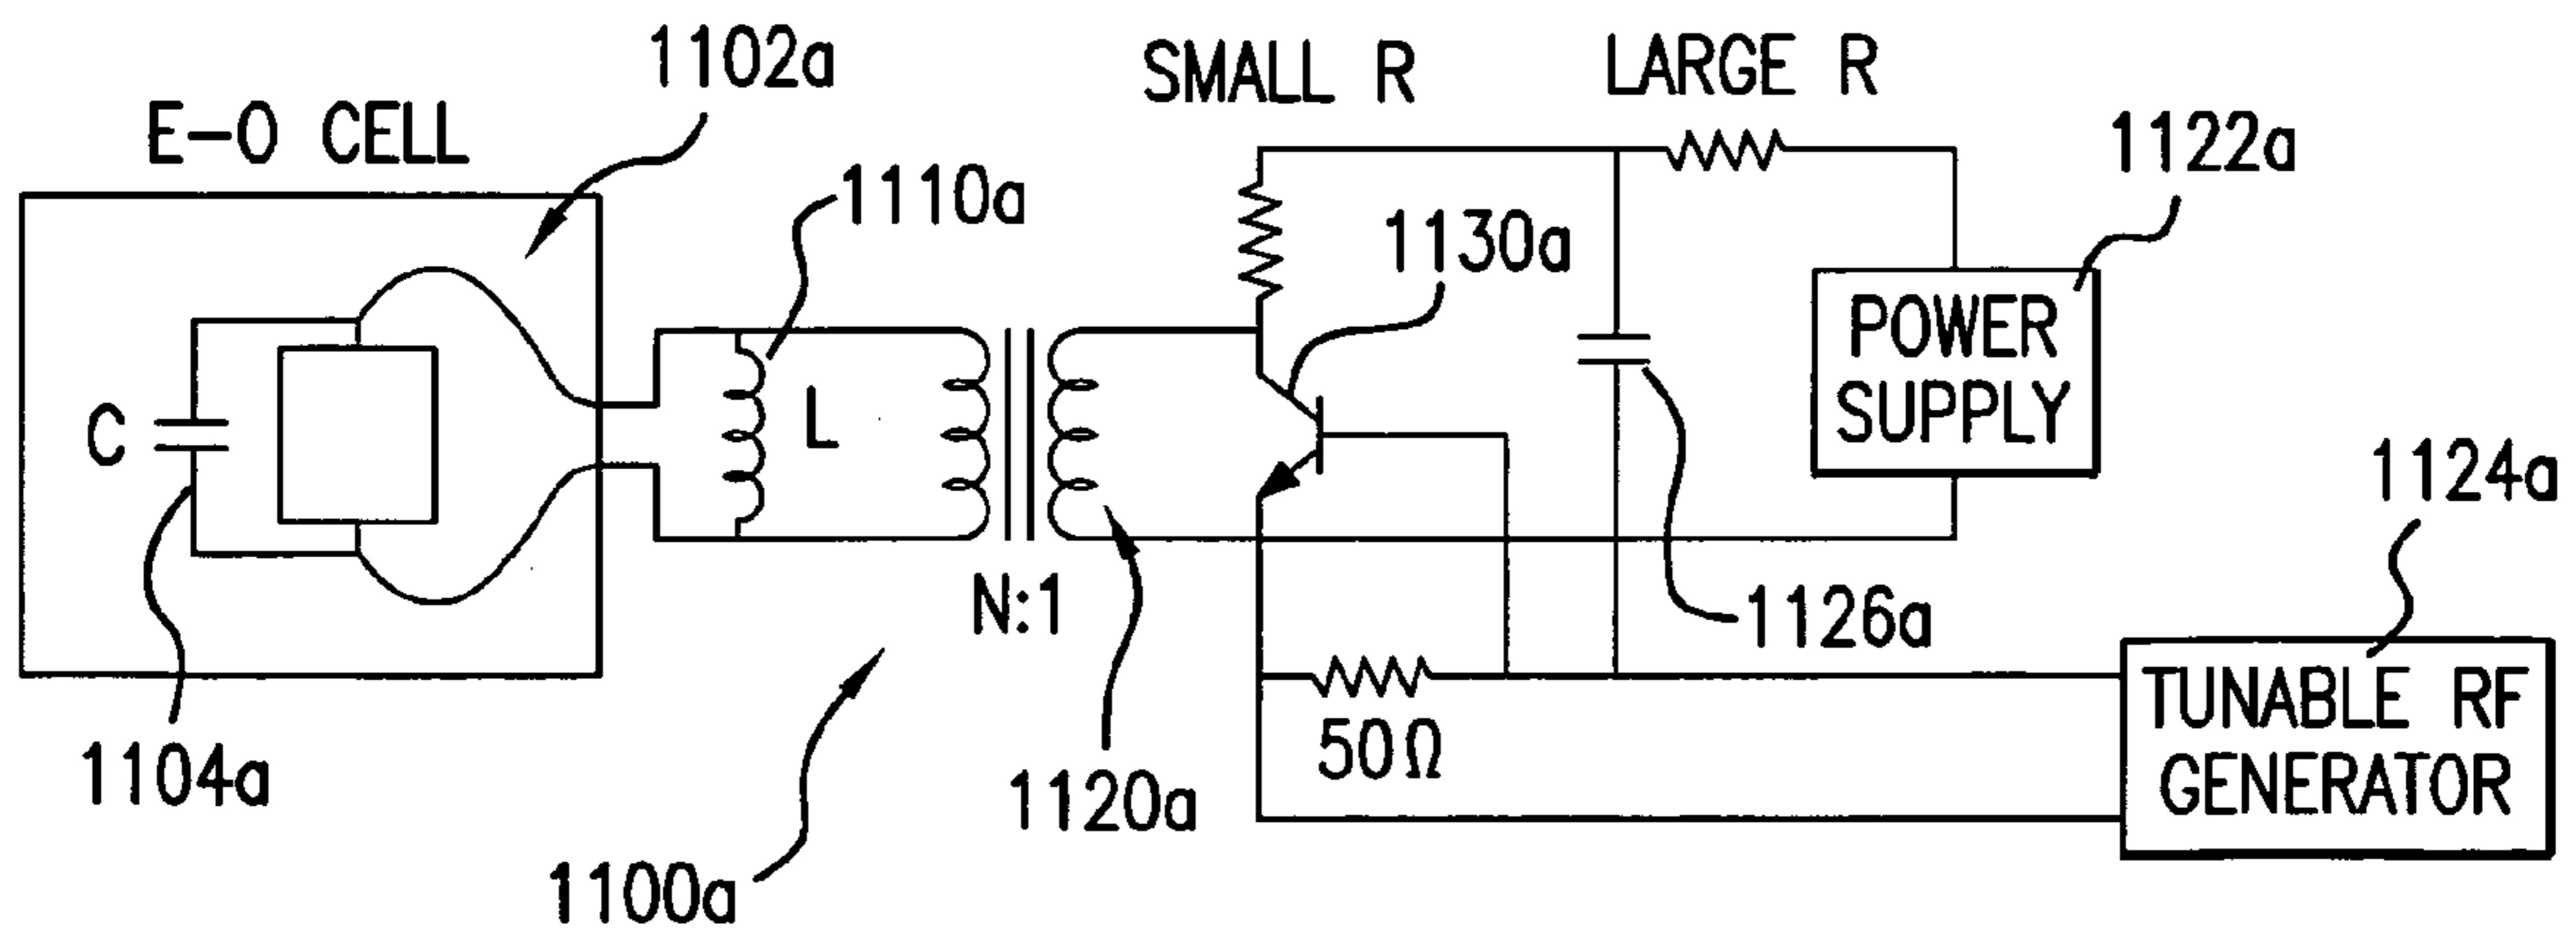 1102a
SMALL R
LARGE R
E-O CELL
1122a
1110a
1130a
POWER
SUPPLY
C
L
1124a
N:1
1126a
TUNABLE RF
GENERATOR
50Ω
1104a
1120a
1100a